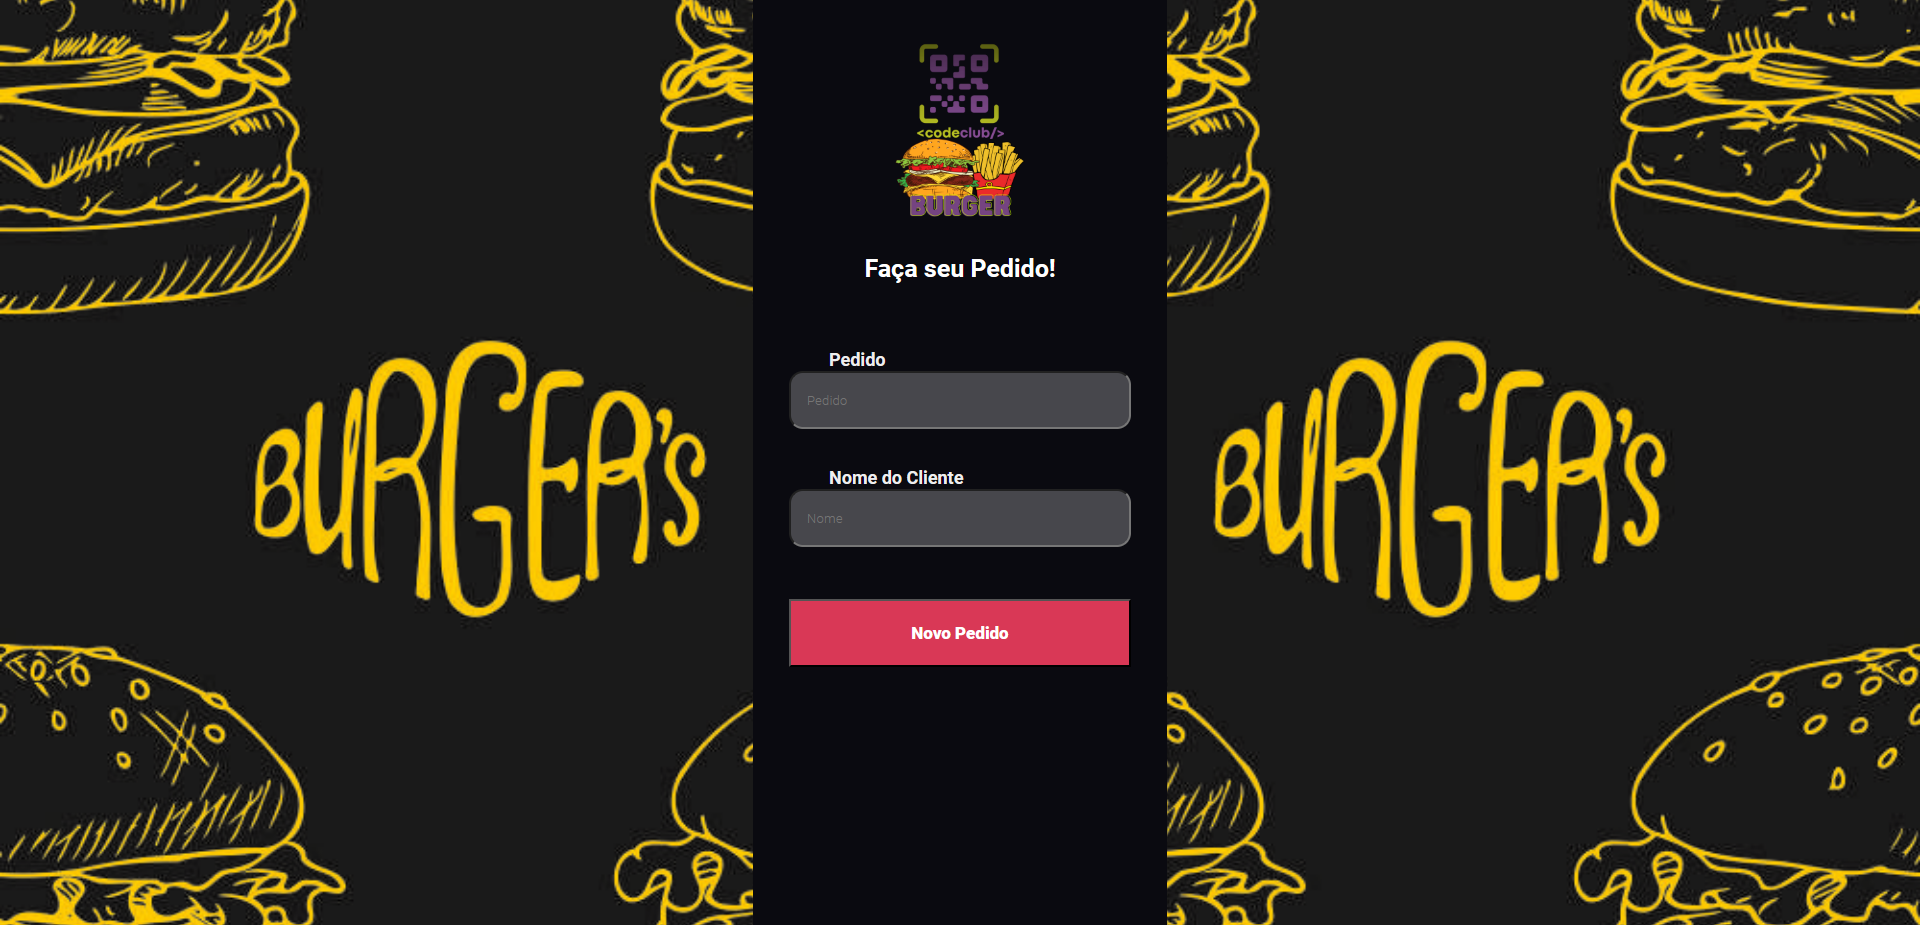 <codeclub/>
BURGER
Faça seu Pedido!
Pedido
Pedido
Nome do Cliente
Nome
Novo Pedido
BURGER'S
BURGER'S